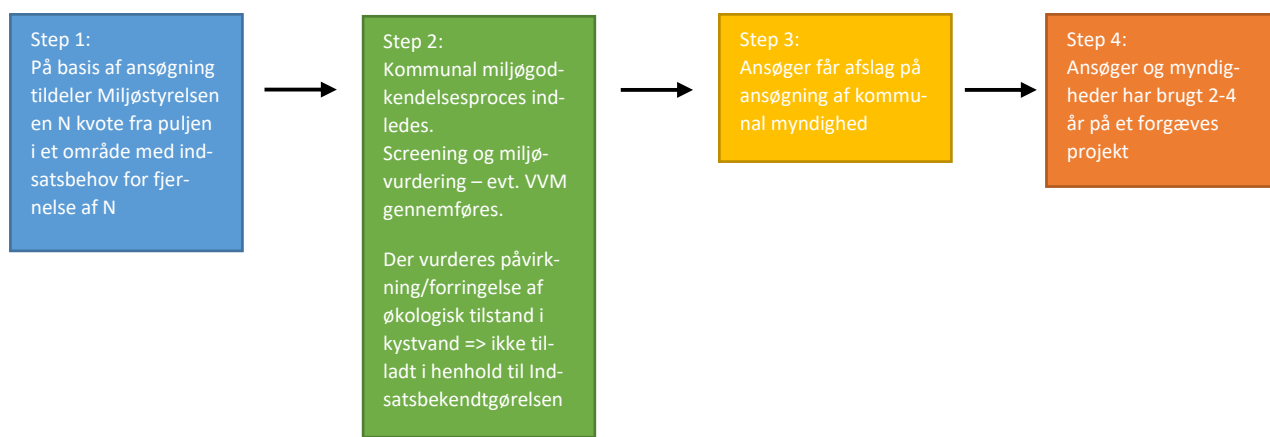 Step 1:
På basis af ansøgning
tildeler Miljøstyrelsen
en N kvote fra puljen
i et område med ind-
satsbehov for fjer-
nelse af N
Step 2:
Kommunal miljøgod-
kendelsesproces ind-
ledes.
Screening og miljø-
vurdering – evt. VVM
gennemføres.
Der vurderes påvirk-
ning/forringelse af
økologisk tilstand i
kystvand => ikke til-
ladt i henhold til Ind-
satsbekendtgørelsen
Step 3:
Ansøger får afslag på
ansøgning af kommu-
nal myndighed
Step 4:
Ansøger og myndig-
heder har brugt 2-4
år på et forgæves
projekt